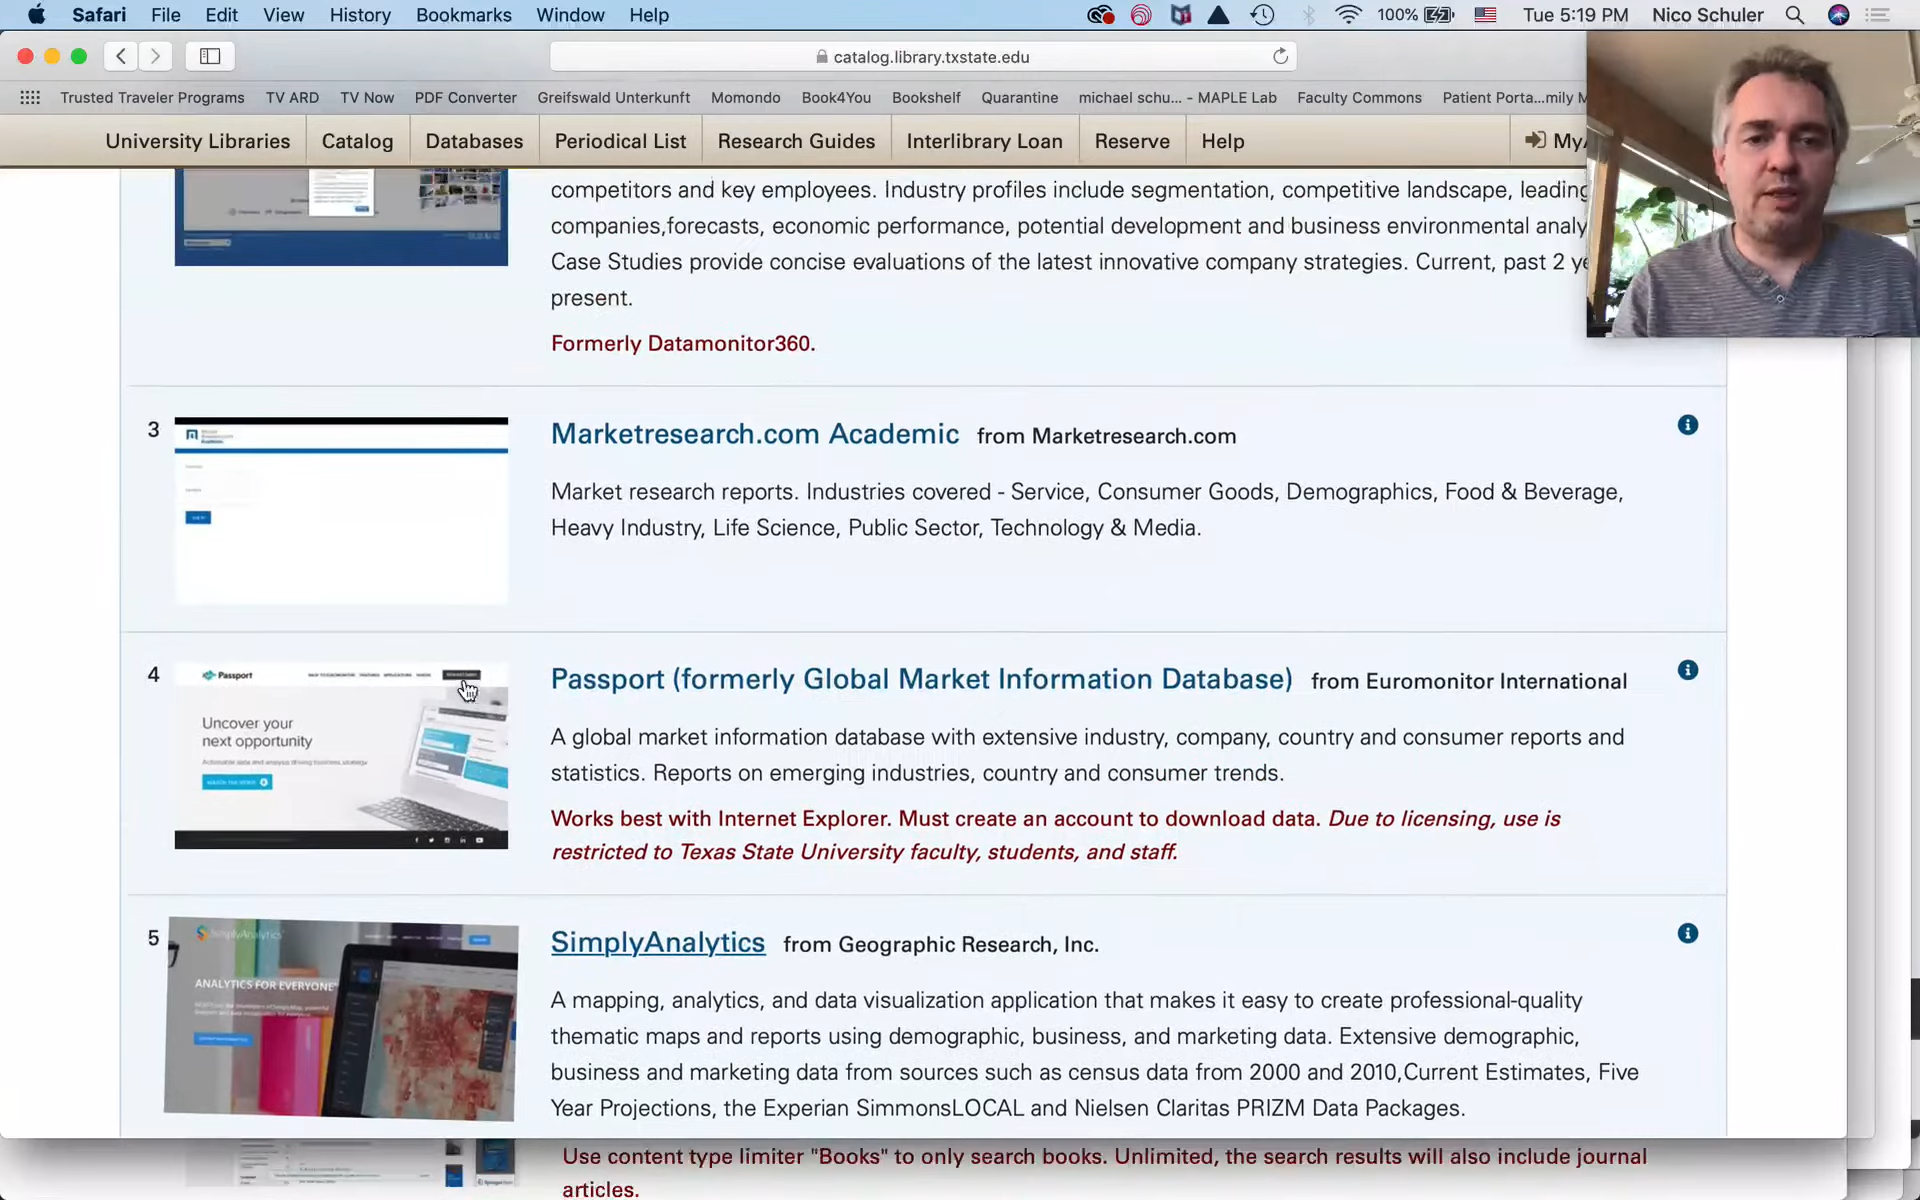 Safari File Edit View History Bookmarks Window Help 100% Tue 5:19 PM Nico Schuler
catalog.library.txstate.edu
Trusted Traveler Programs TV ARD TV Now PDF Converter Greifswald Unterkunft Momondo Book4You Bookshelf Quarantine michael schu... - MAPLE Lab Faculty Commons Patient Porta...mily M
University Libraries Catalog Databases Periodical List Research Guides Interlibrary Loan Reserve Help MyA
competitors and key employees. Industry profiles include segmentation, competitive landscape, leading
companies,forecasts, economic performance, potential development and business environmental analy
Case Studies provide concise evaluations of the latest innovative company strategies. Current, past 2 ye
present.
Formerly Datamonitor360.
3
Marketresearch.com Academic from Marketresearch.com
Market research reports. Industries covered - Service, Consumer Goods, Demographics, Food & Beverage,
Heavy Industry, Life Science, Public Sector, Technology & Media.
4
Passport
Uncover your
next opportunity
Passport (formerly Global Market Information Database) from Euromonitor International
A global market information database with extensive industry, company, country and consumer reports and
statistics. Reports on emerging industries, country and consumer trends.
Works best with Internet Explorer. Must create an account to download data. Due to licensing, use is
restricted to Texas State University faculty, students, and staff.
5
SimplyAnalytics
ANALYTICS FOR EVERYONE
SimplyAnalytics from Geographic Research, Inc.
A mapping, analytics, and data visualization application that makes it easy to create professional-quality
thematic maps and reports using demographic, business, and marketing data. Extensive demographic,
business and marketing data from sources such as census data from 2000 and 2010,Current Estimates, Five
Year Projections, the Experian SimmonsLOCAL and Nielsen Claritas PRIZM Data Packages.
Use content type limiter "Books" to only search books. Unlimited, the search results will also include journal
articles.